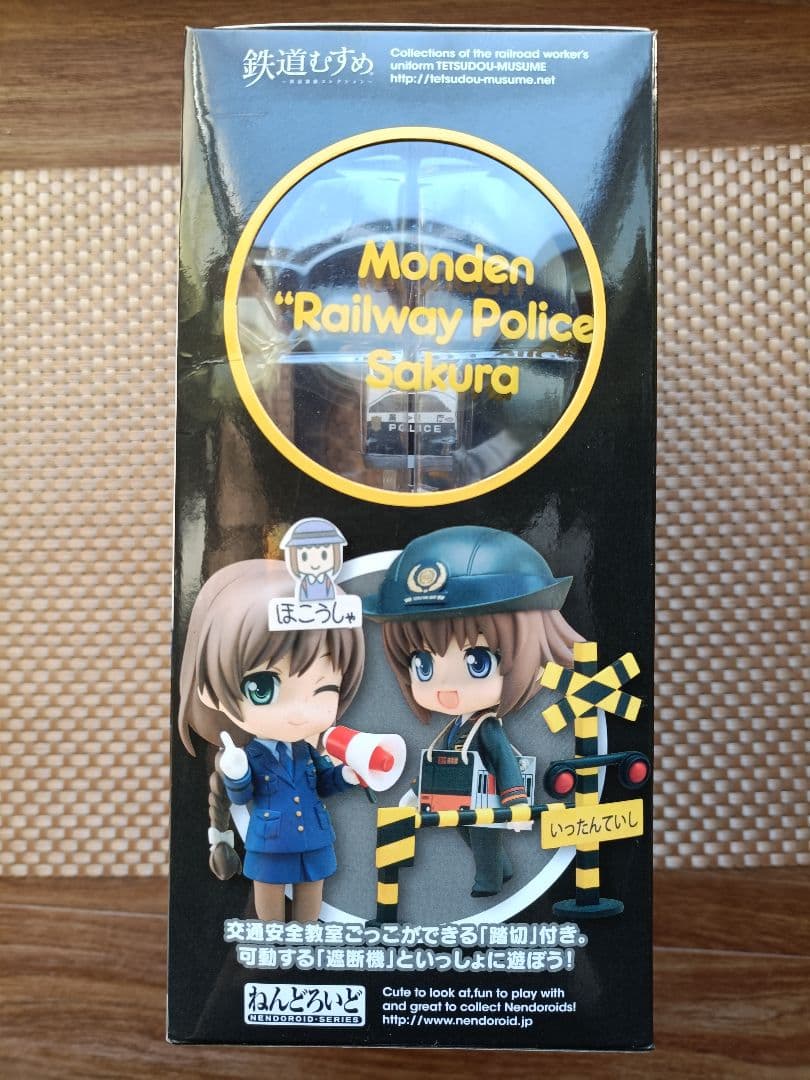 鉄道むすめ
Collections of the railroad worker's
uniform TETSUDOU-MUSUME
http://tetsudou-musume.net
Monden
“Railway Police
Sakura
POLICE
ほこうしゃ
いったんていし
交通安全教室ごっこができる「踏切」付き。
可動する「遮断機」といっしょに遊ぼう！
ねんどろいど
NENDOROID・SERIES
Cute to look at,fun to play with
and great to collect Nendoroids!
http://www.nendoroid.jp